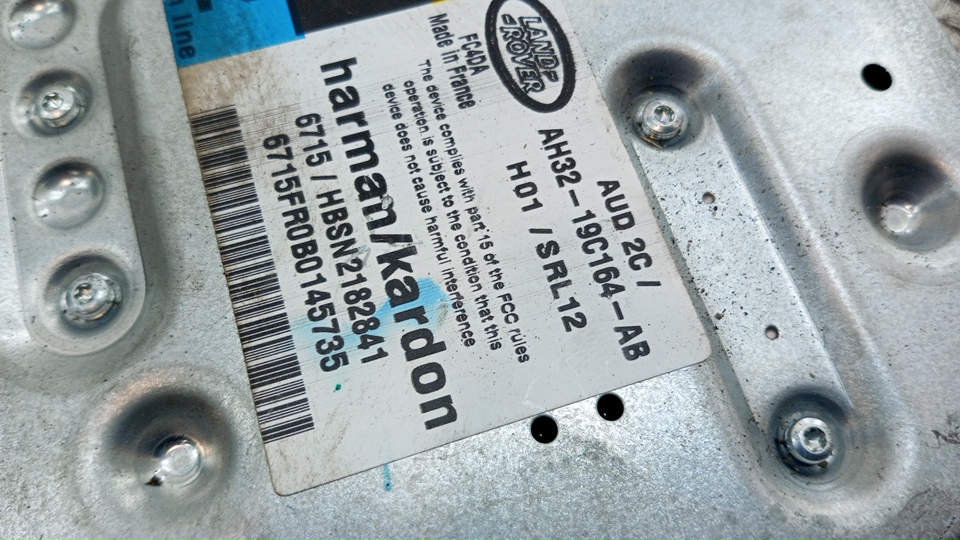 LAND-
-ROVER
AUD 2C /
AH32-19C164-AB
H01 / SRL12
FC4DA
Made in France
The device complies with part 15 of the FCC rules
operation is subject to the condition that this
device does not cause harmful interference
harman/kardon
6715 / HBSN2182841
6715FR0B0145735
line